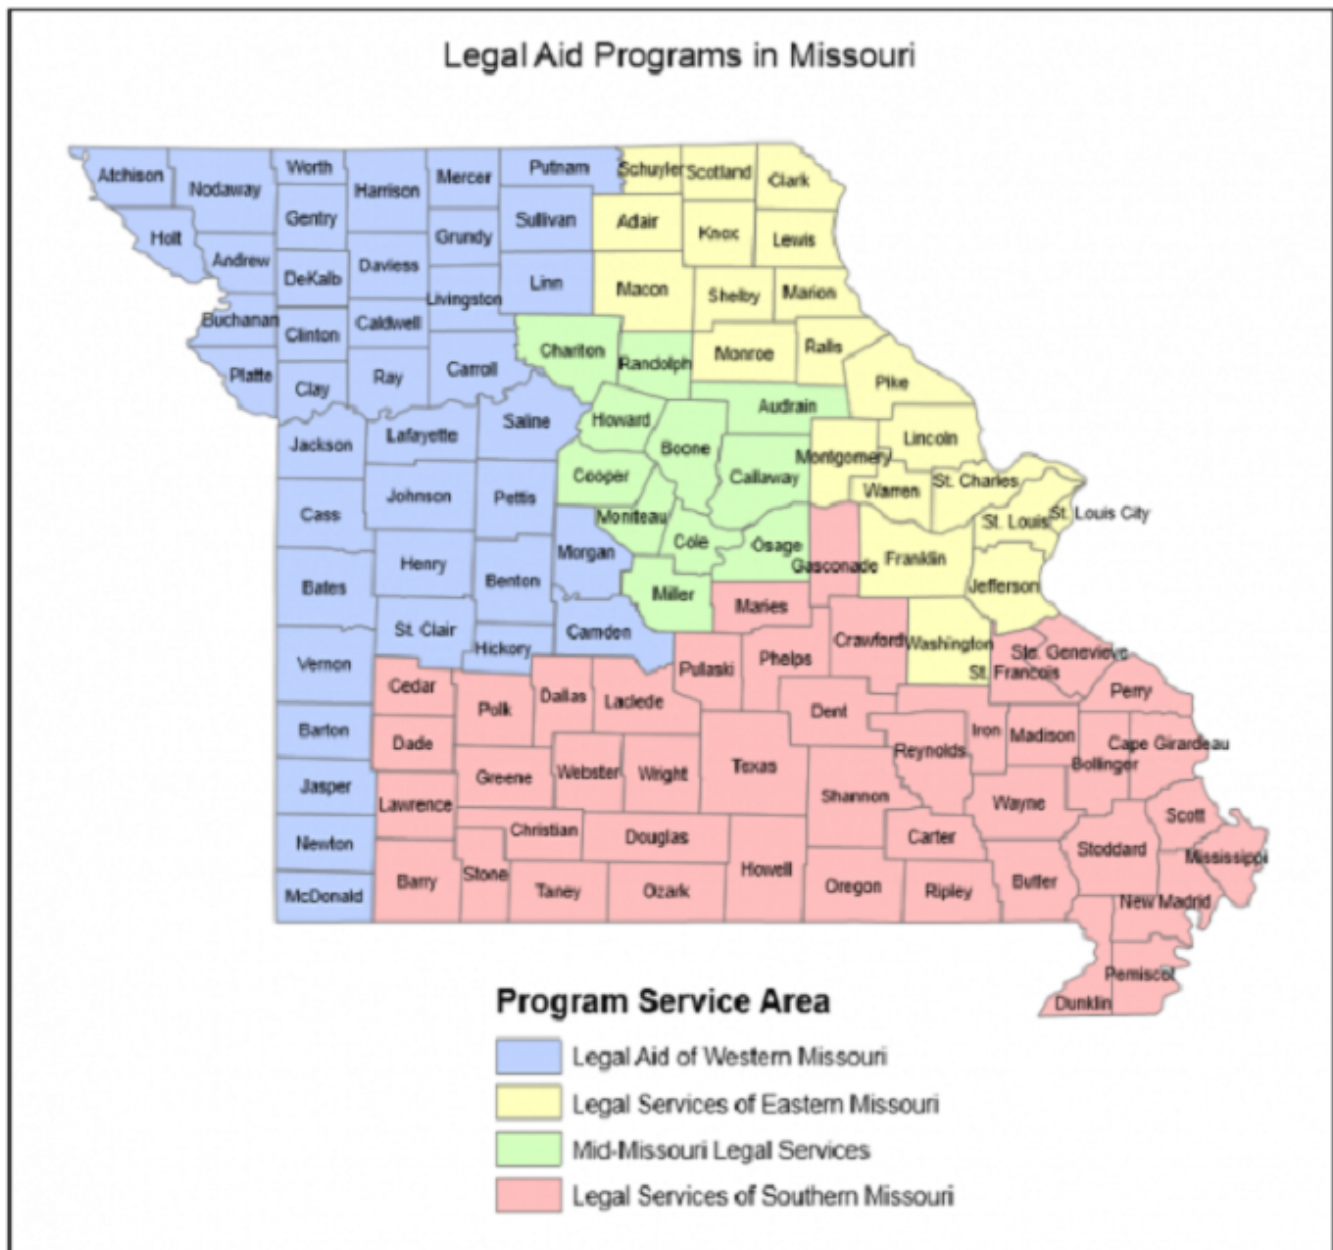 Legal Aid Programs in Missouri
Atchison
Nodaway
Worth
Harrison
Mercer
Putnam
Schuyler
Scotland
Clark
Holt
Gentry
Grundy
Sullivan
Adair
Knox
Lewis
Andrew
DeKalb
Daviess
Livingston
Linn
Macon
Shelby
Marion
Buchanan
Clinton
Caldwell
Chariton
Randolph
Monroe
Ralls
Platte
Clay
Ray
Carroll
Pike
Audrain
Jackson
Lafayette
Saline
Howard
Boone
Lincoln
Montgomery
Cooper
Callaway
Warren
St. Charles
Cass
Johnson
Pettis
Moniteau
St. Louis
St. Louis City
Morgan
Cole
Osage
Gasconade
Franklin
Bates
Henry
Benton
Miller
Jefferson
Maries
St. Clair
Hickory
Camden
Crawford
Washington
Vernon
Pulaski
Phelps
Ste. Genevieve
St. Francois
Cedar
Polk
Dallas
Laclede
Dent
Perry
Barton
Dade
Iron
Madison
Cape Girardeau
Reynolds
Bollinger
Jasper
Greene
Webster
Wright
Texas
Lawrence
Shannon
Wayne
Scott
Newton
Christian
Douglas
Carter
Stoddard
Mississippi
McDonald
Barry
Stone
Taney
Ozark
Howell
Oregon
Ripley
Butler
New Madrid
Pemiscot
Dunklin
Program Service Area
Legal Aid of Western Missouri
Legal Services of Eastern Missouri
Mid-Missouri Legal Services
Legal Services of Southern Missouri